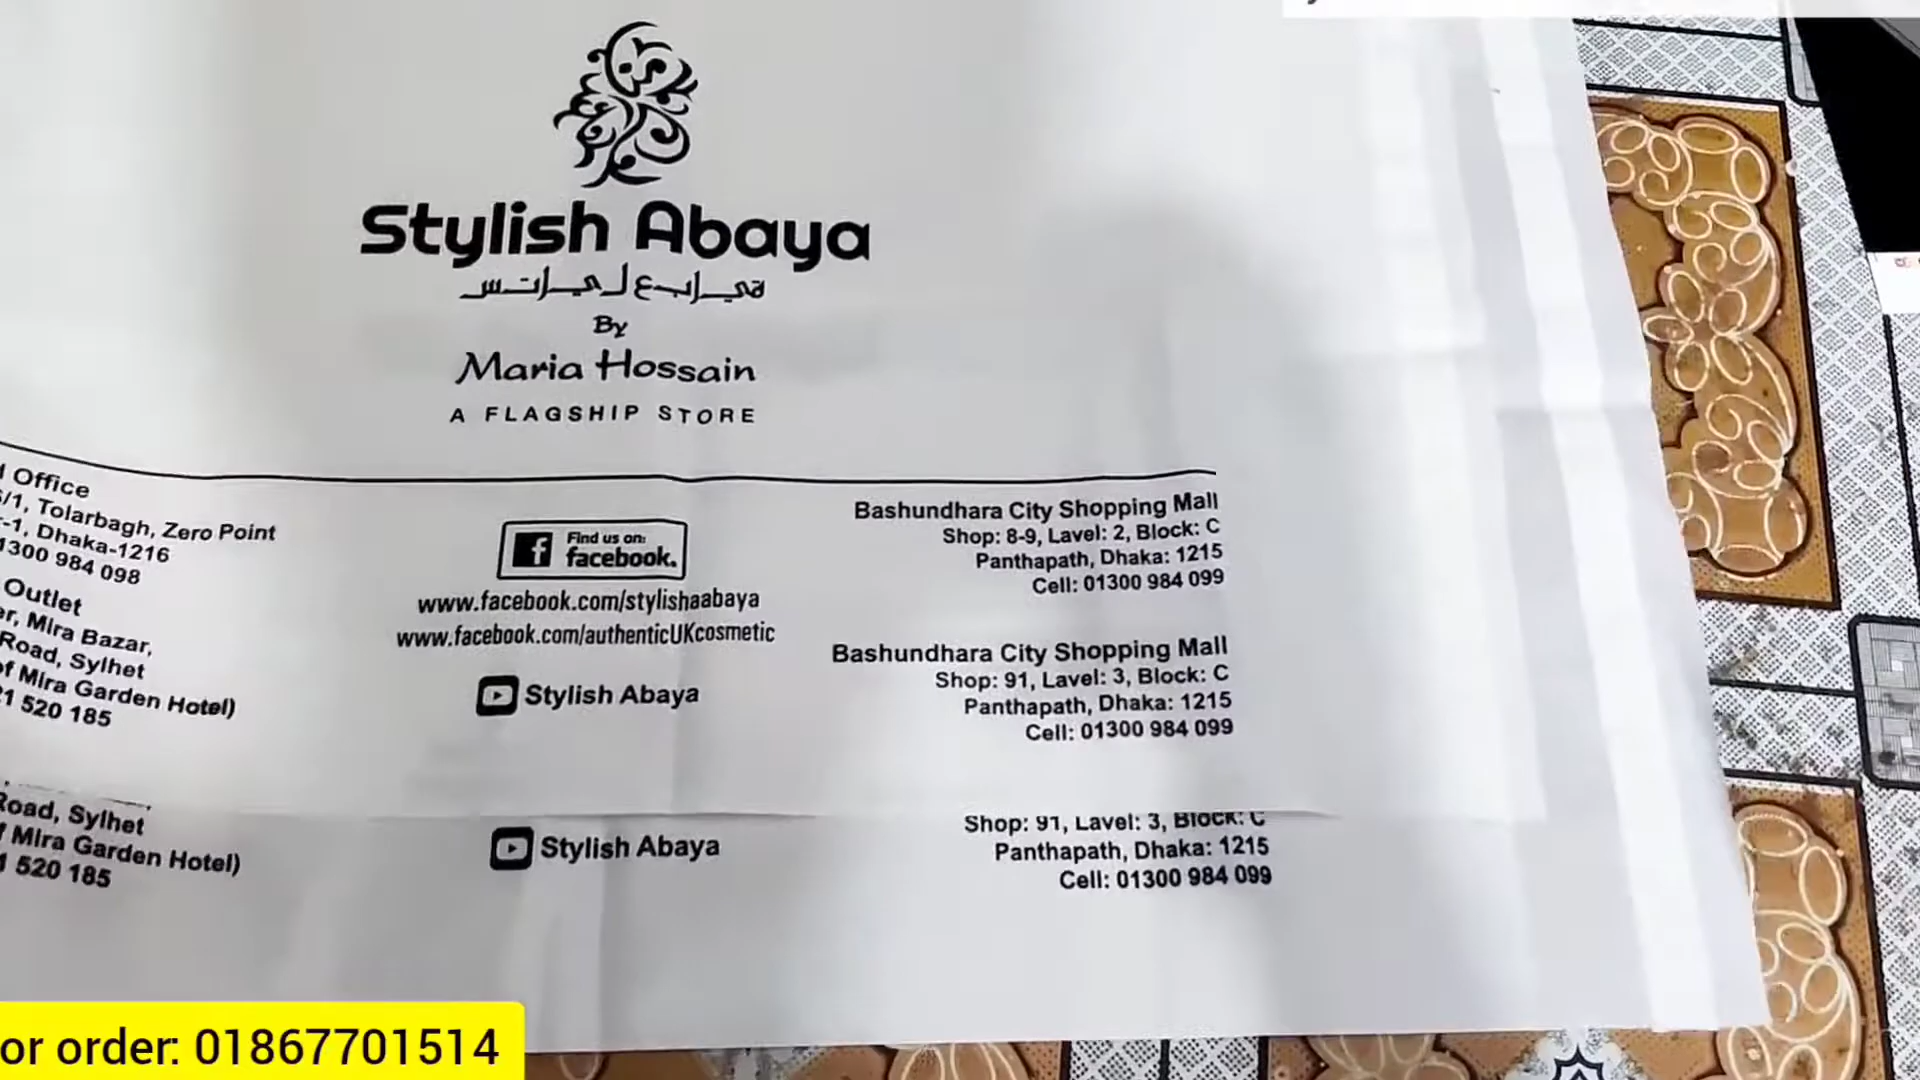 Stylish Abaya
By
Maria Hossain
A FLAGSHIP STORE
Office
/1, Tolarbagh, Zero Point
-1, Dhaka-1216
1300 984 098
Outlet
Mira Bazar,
Road, Sylhet
of Mira Garden Hotel)
1 520 185
Find us on:
facebook.
www.facebook.com/stylishaabaya
www.facebook.com/authenticUKcosmetic
Stylish Abaya
Bashundhara City Shopping Mall
Shop: 8-9, Lavel: 2, Block: C
Panthapath, Dhaka: 1215
Cell: 01300 984 099
Bashundhara City Shopping Mall
Shop: 91, Lavel: 3, Block: C
Panthapath, Dhaka: 1215
Cell: 01300 984 099
Road, Sylhet
Mira Garden Hotel)
520 185
Stylish Abaya
Shop: 91, Lavel: 3, Block: C
Panthapath, Dhaka: 1215
Cell: 01300 984 099
or order: 01867701514